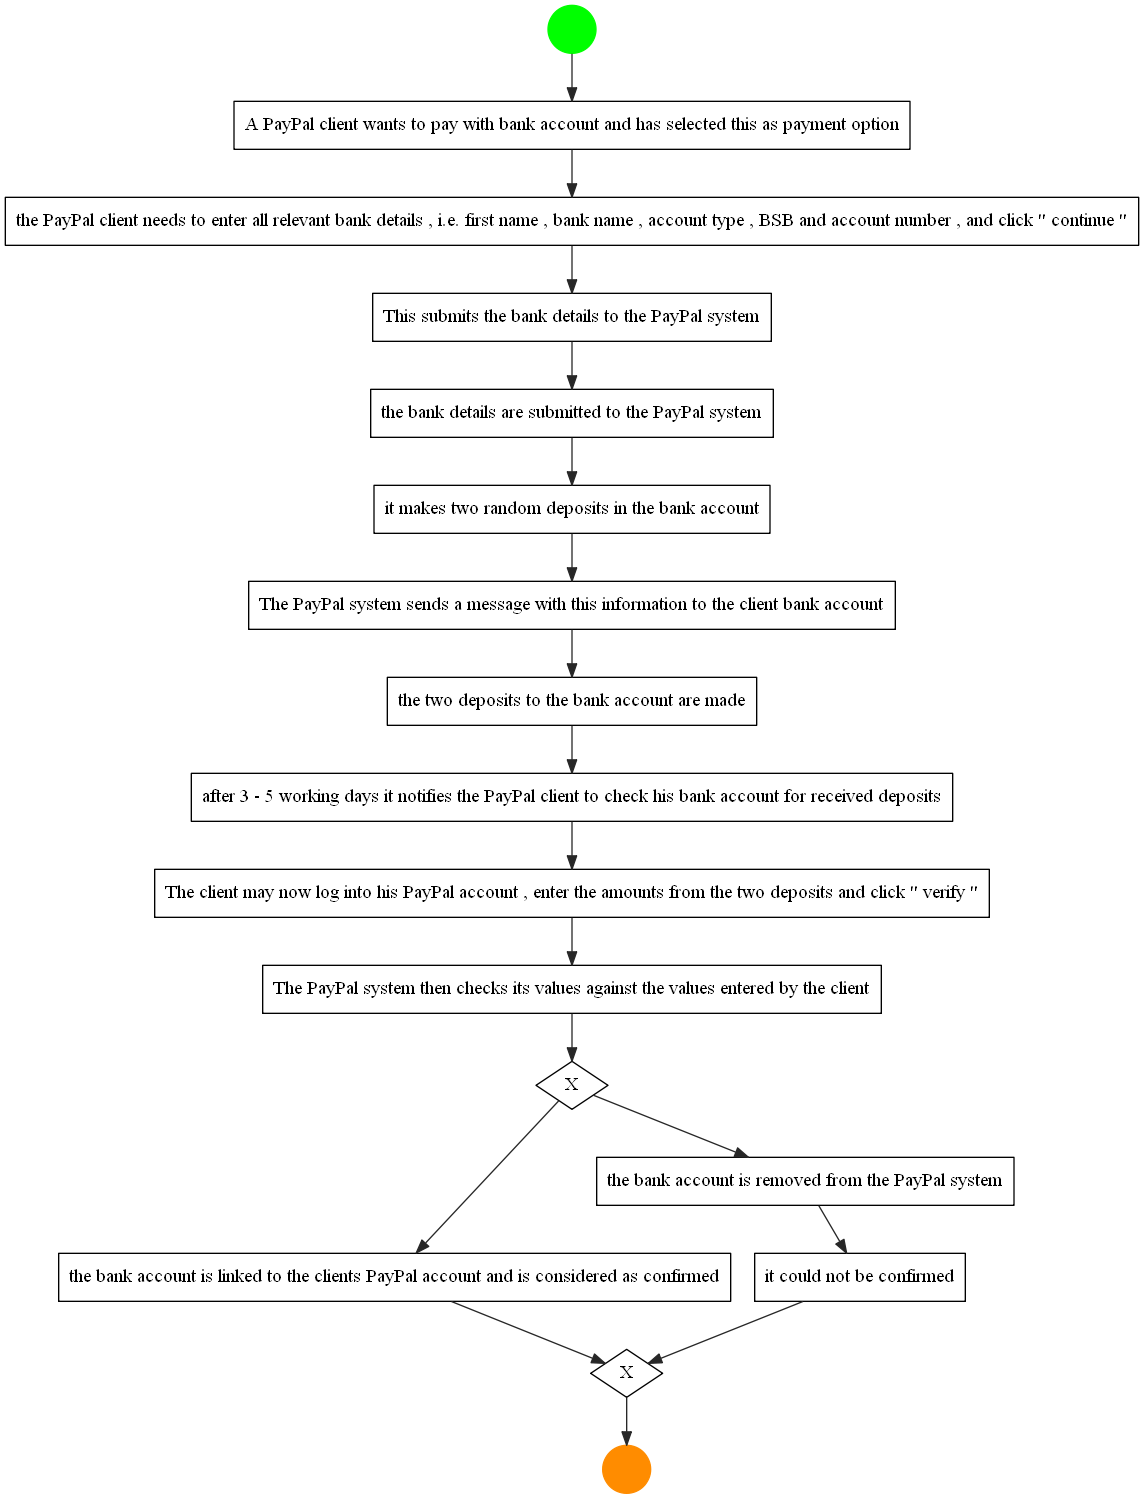 A PayPal client wants to pay with bank account and has selected this as payment option
the PayPal client needs to enter all relevant bank details , i.e. first name , bank name , account type , BSB and account number , and click " continue "
This submits the bank details to the PayPal system
the bank details are submitted to the PayPal system
it makes two random deposits in the bank account
The PayPal system sends a message with this information to the client bank account
the two deposits to the bank account are made
after 3 - 5 working days it notifies the PayPal client to check his bank account for received deposits
The client may now log into his PayPal account , enter the amounts from the two deposits and click " verify "
The PayPal system then checks its values against the values entered by the client
X
the bank account is removed from the PayPal system
the bank account is linked to the clients PayPal account and is considered as confirmed
it could not be confirmed
X